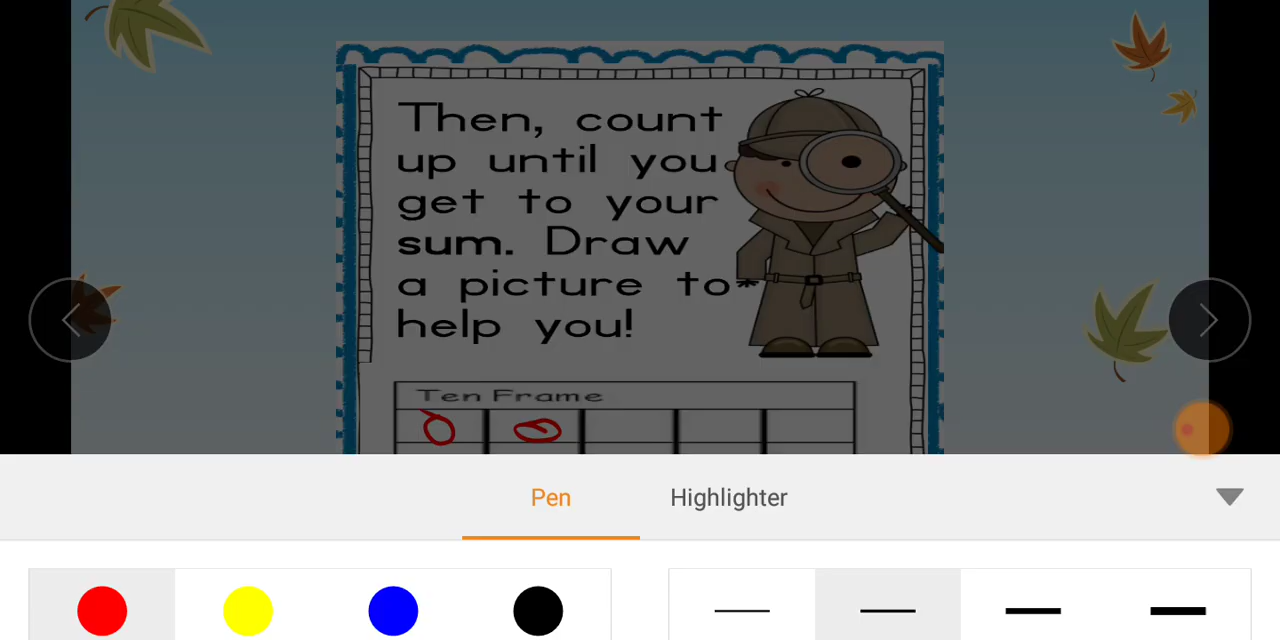 Then, count
up until you
get to your
sum. Draw
a picture to
help you!
Ten Frame
Pen Highlighter